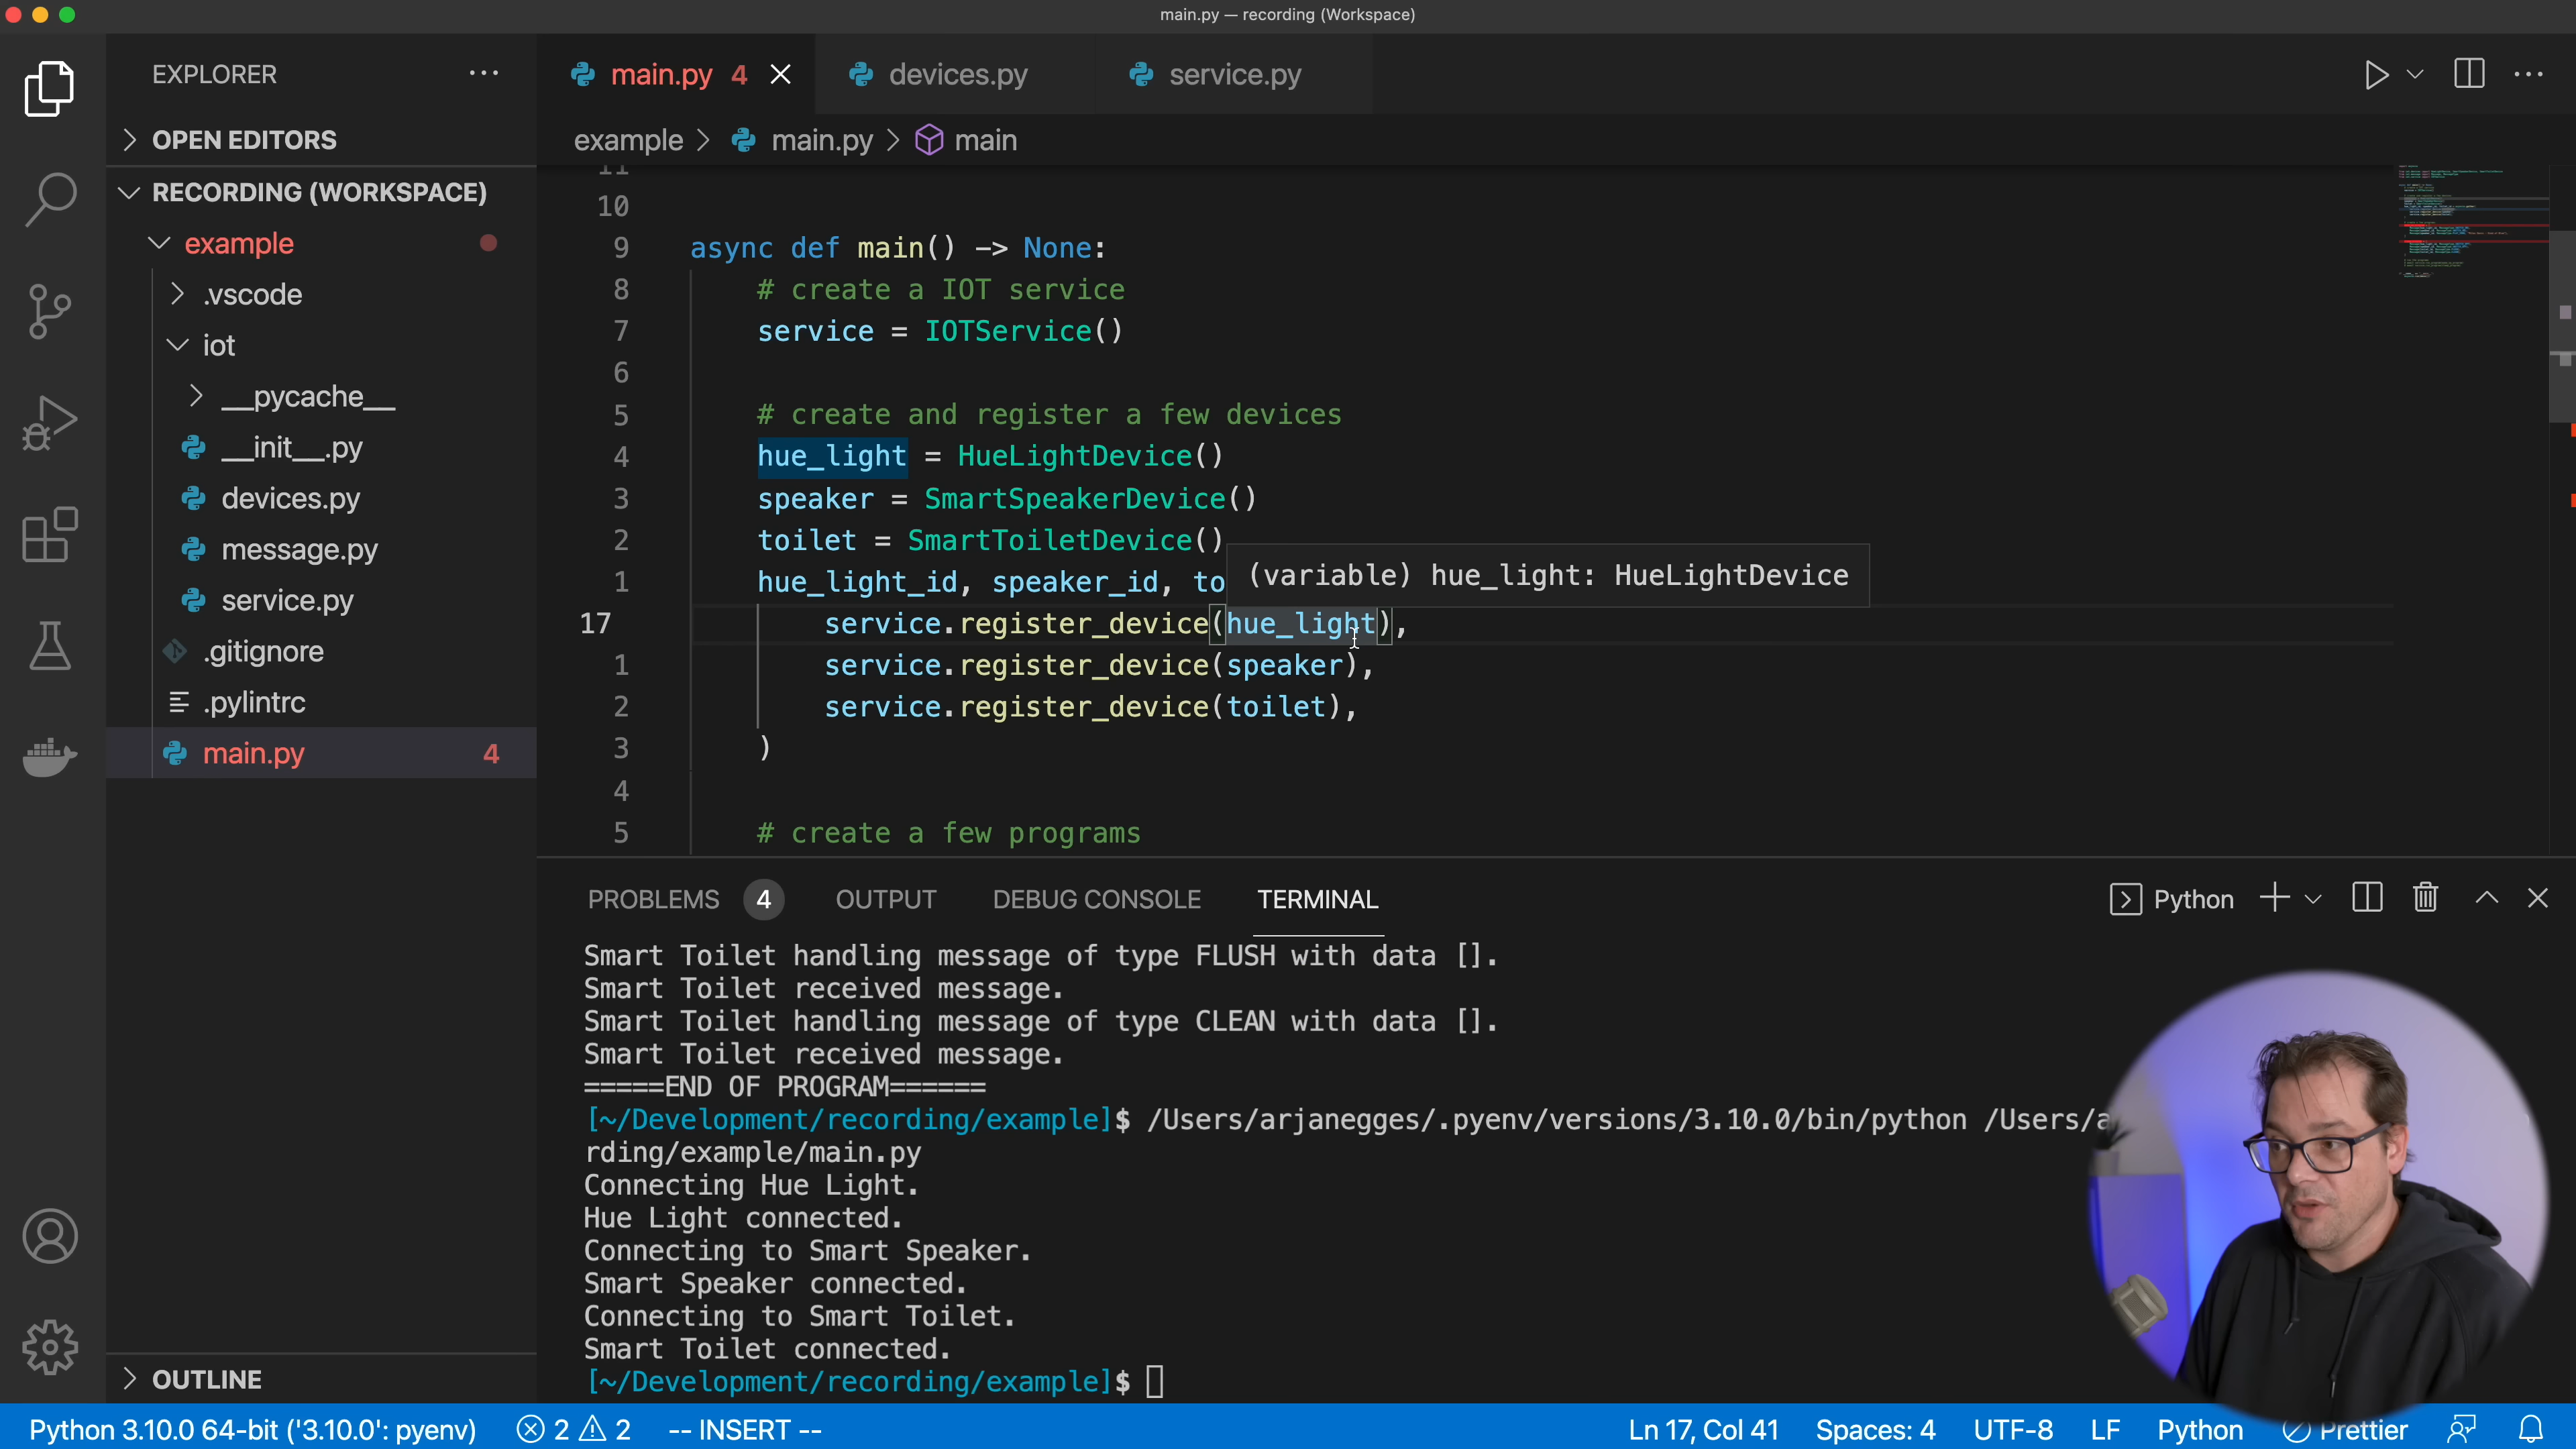 main.py — recording (Workspace)
EXPLORER
main.py 4
devices.py
service.py
OPEN EDITORS
example > main.py > main
RECORDING (WORKSPACE)
example
.vscode
iot
__pycache__
__init__.py
devices.py
message.py
service.py
.gitignore
.pylintrc
main.py 4
OUTLINE
11
10
9 async def main() -> None:
8 # create a IOT service
7 service = IOTService()
6
5 # create and register a few devices
4 hue_light = HueLightDevice()
3 speaker = SmartSpeakerDevice()
2 toilet = SmartToiletDevice()
1 hue_light_id, speaker_id, to
(variable) hue_light: HueLightDevice
17 service.register_device(hue_light),
1 service.register_device(speaker),
2 service.register_device(toilet),
3 )
4
5 # create a few programs
PROBLEMS 4 OUTPUT DEBUG CONSOLE TERMINAL
Python
Smart Toilet handling message of type FLUSH with data [].
Smart Toilet received message.
Smart Toilet handling message of type CLEAN with data [].
Smart Toilet received message.
=====END OF PROGRAM======
[~/Development/recording/example]$ /Users/arjanegges/.pyenv/versions/3.10.0/bin/python /Users/a
rding/example/main.py
Connecting Hue Light.
Hue Light connected.
Connecting to Smart Speaker.
Smart Speaker connected.
Connecting to Smart Toilet.
Smart Toilet connected.
[~/Development/recording/example]$
Python 3.10.0 64-bit ('3.10.0': pyenv) 2 2 -- INSERT -- Ln 17, Col 41 Spaces: 4 UTF-8 LF Python Prettier